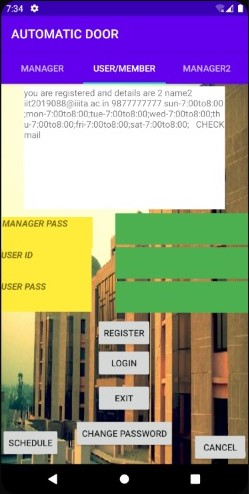 7:34
AUTOMATIC DOOR
MANAGER USER/MEMBER MANAGER2
you are registered and details are 2 name2
iit2019088@iiita.ac.in 9877777777 sun-7:00to8:00
;mon-7:00to8:00;tue-7:00to8:00;wed-7:00to8:00;th
u-7:00to8:00;fri-7:00to8:00;sat-7:00to8:00; CHECK
mail
MANAGER PASS
USER ID
USER PASS
REGISTER
LOGIN
EXIT
CHANGE PASSWORD
SCHEDULE
CANCEL